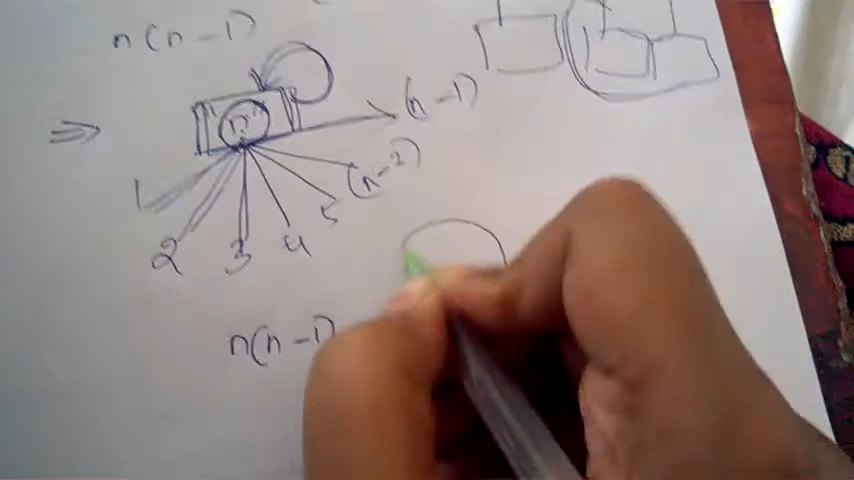 n(n-1)
"n"
(n-1)
(n-2)
1 2 3 4 5
n(n-1)